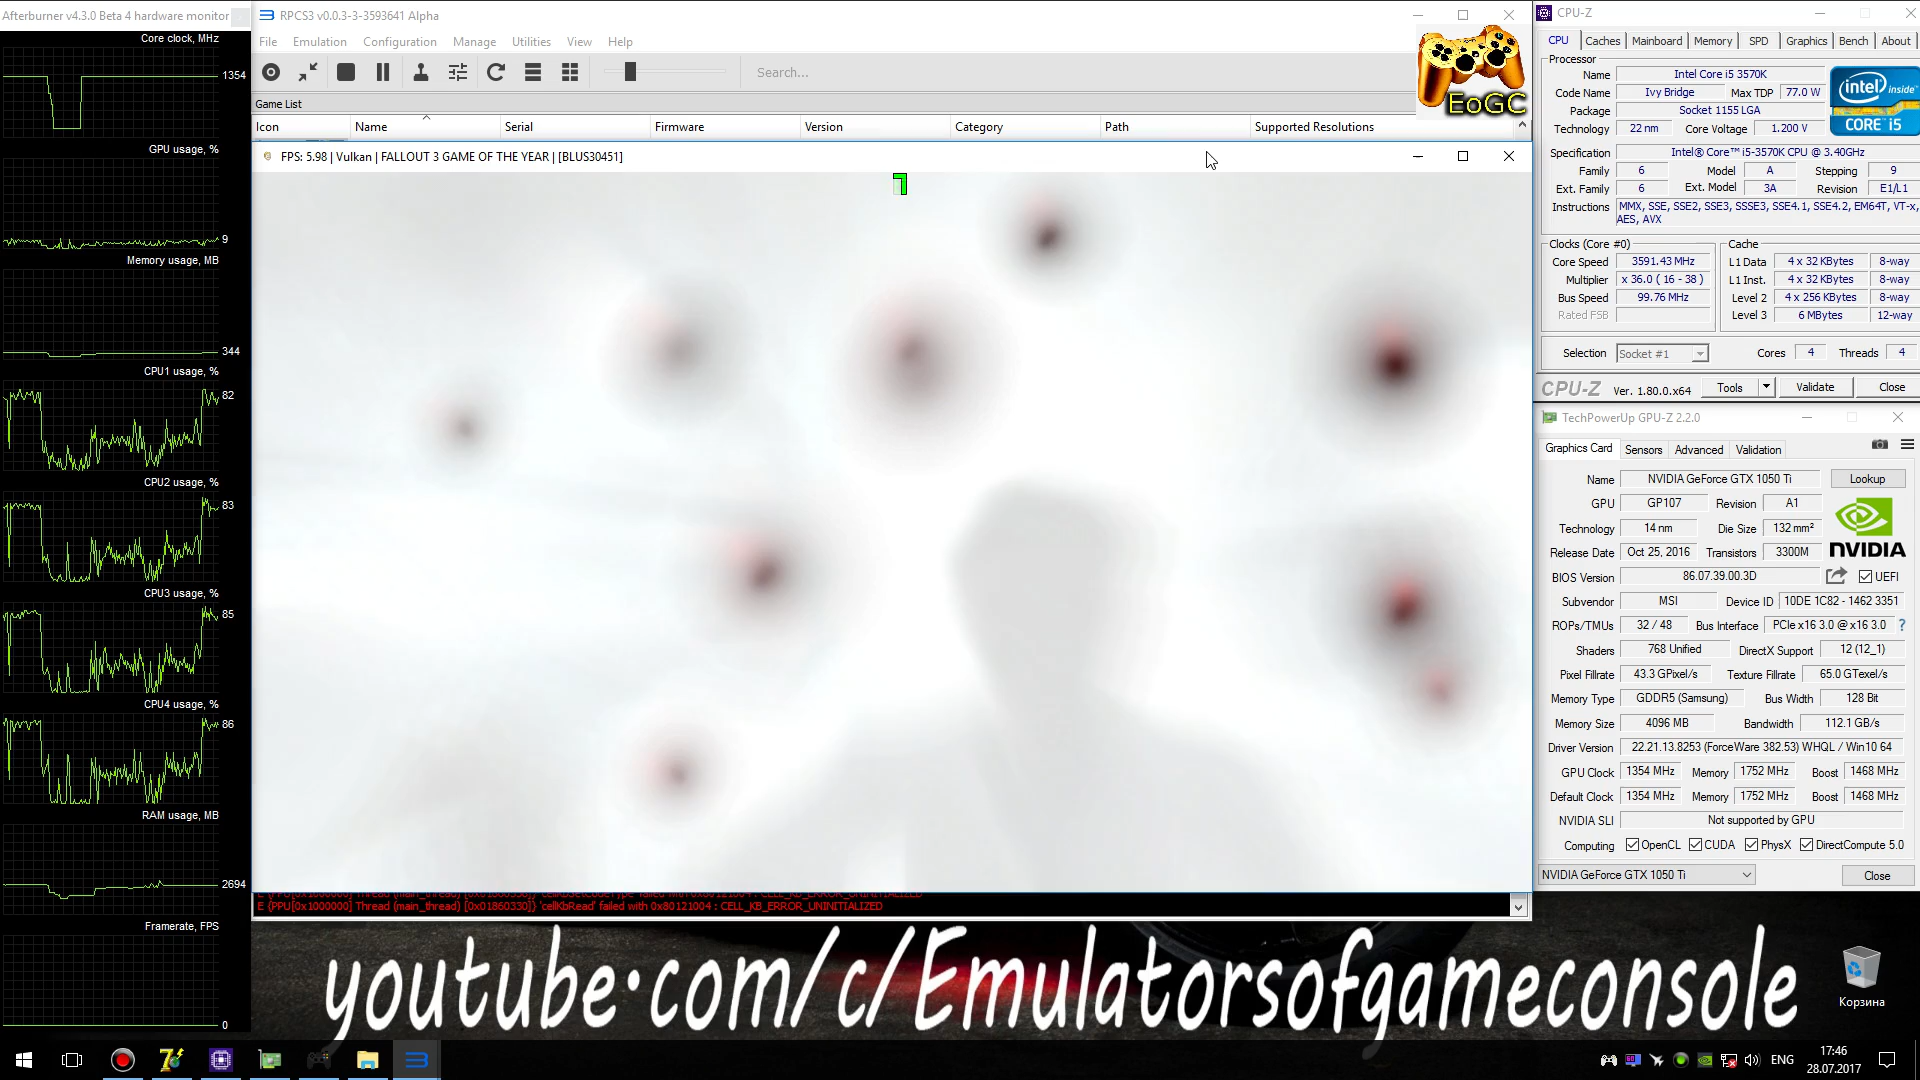 Afterburner v4.3.0 Beta 4 hardware monitor
Core clock, MHz
1354
GPU usage, %
9
Memory usage, MB
344
CPU1 usage, %
82
CPU2 usage, %
83
CPU3 usage, %
85
CPU4 usage, %
86
RAM usage, MB
2694
Framerate, FPS
0
RPCS3 v0.0.3-3-3593641 Alpha
File Emulation Configuration Manage Utilities View Help
Search...
EoGC
Game List
Icon Name Serial Firmware Version Category Path Supported Resolutions
FPS: 5.98 | Vulkan | FALLOUT 3 GAME OF THE YEAR | [BLUS30451]
7
E {PPU[0x1000000] Thread (main_thread) [0x01860330]} 'cellKbRead' failed with 0x80121004 : CELL_KB_ERROR_UNINITIALIZED
CPU-Z
CPU Caches Mainboard Memory SPD Graphics Bench About
Processor
Name Intel Core i5 3570K
Code Name Ivy Bridge Max TDP 77.0 W
Package Socket 1155 LGA
Technology 22 nm Core Voltage 1.200 V
intel inside™
CORE™ i5
Specification Intel® Core™ i5-3570K CPU @ 3.40GHz
Family 6 Model A Stepping 9
Ext. Family 6 Ext. Model 3A Revision E1/L1
Instructions MMX, SSE, SSE2, SSE3, SSSE3, SSE4.1, SSE4.2, EM64T, VT-x,
AES, AVX
Clocks (Core #0) Cache
Core Speed 3591.43 MHz L1 Data 4 x 32 KBytes 8-way
Multiplier x 36.0 ( 16 - 38 ) L1 Inst. 4 x 32 KBytes 8-way
Bus Speed 99.76 MHz Level 2 4 x 256 KBytes 8-way
Rated FSB Level 3 6 MBytes 12-way
Selection Socket #1 Cores 4 Threads 4
CPU-Z Ver. 1.80.0.x64 Tools Validate Close
TechPowerUp GPU-Z 2.2.0
Graphics Card Sensors Advanced Validation
Name NVIDIA GeForce GTX 1050 Ti Lookup
GPU GP107 Revision A1
Technology 14 nm Die Size 132 mm²
Release Date Oct 25, 2016 Transistors 3300M
NVIDIA
BIOS Version 86.07.39.00.3D UEFI
Subvendor MSI Device ID 10DE 1C82 - 1462 3351
ROPs/TMUs 32 / 48 Bus Interface PCIe x16 3.0 @ x16 3.0 ?
Shaders 768 Unified DirectX Support 12 (12_1)
Pixel Fillrate 43.3 GPixel/s Texture Fillrate 65.0 GTexel/s
Memory Type GDDR5 (Samsung) Bus Width 128 Bit
Memory Size 4096 MB Bandwidth 112.1 GB/s
Driver Version 22.21.13.8253 (ForceWare 382.53) WHQL / Win10 64
GPU Clock 1354 MHz Memory 1752 MHz Boost 1468 MHz
Default Clock 1354 MHz Memory 1752 MHz Boost 1468 MHz
NVIDIA SLI Not supported by GPU
Computing OpenCL CUDA PhysX DirectCompute 5.0
NVIDIA GeForce GTX 1050 Ti Close
youtube.com/c/Emulatorsofgameconsole
Корзина
ENG
17:46
28.07.2017